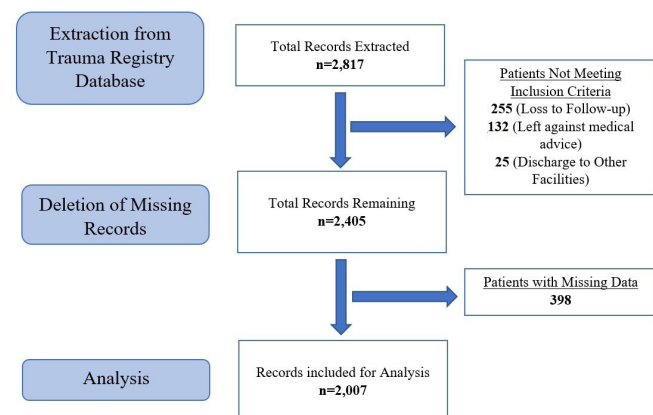 Extraction from
Trauma Registry
Database
Total Records Extracted
n=2,817
Patients Not Meeting
Inclusion Criteria
255 (Loss to Follow-up)
132 (Left against medical
advice)
25 (Discharge to Other
Facilities)
Deletion of Missing
Records
Total Records Remaining
n=2,405
Patients with Missing Data
398
Analysis
Records included for Analysis
n=2,007